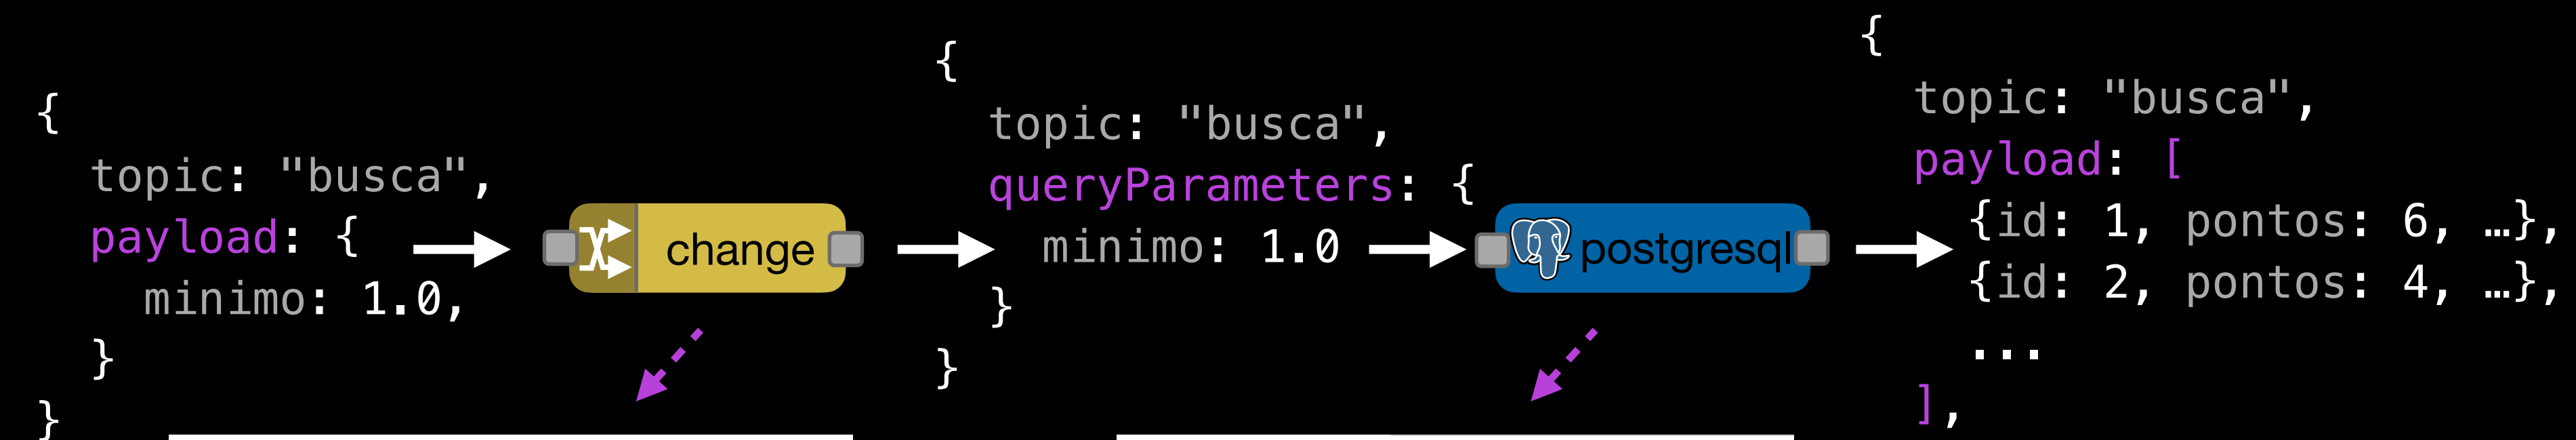 {
topic: "busca",
payload: {
minimo: 1.0,
}
}
change
{
topic: "busca",
queryParameters: {
minimo: 1.0
}
}
postgresql
{
topic: "busca",
payload: [
{id: 1, pontos: 6, …},
{id: 2, pontos: 4, …},
...
],